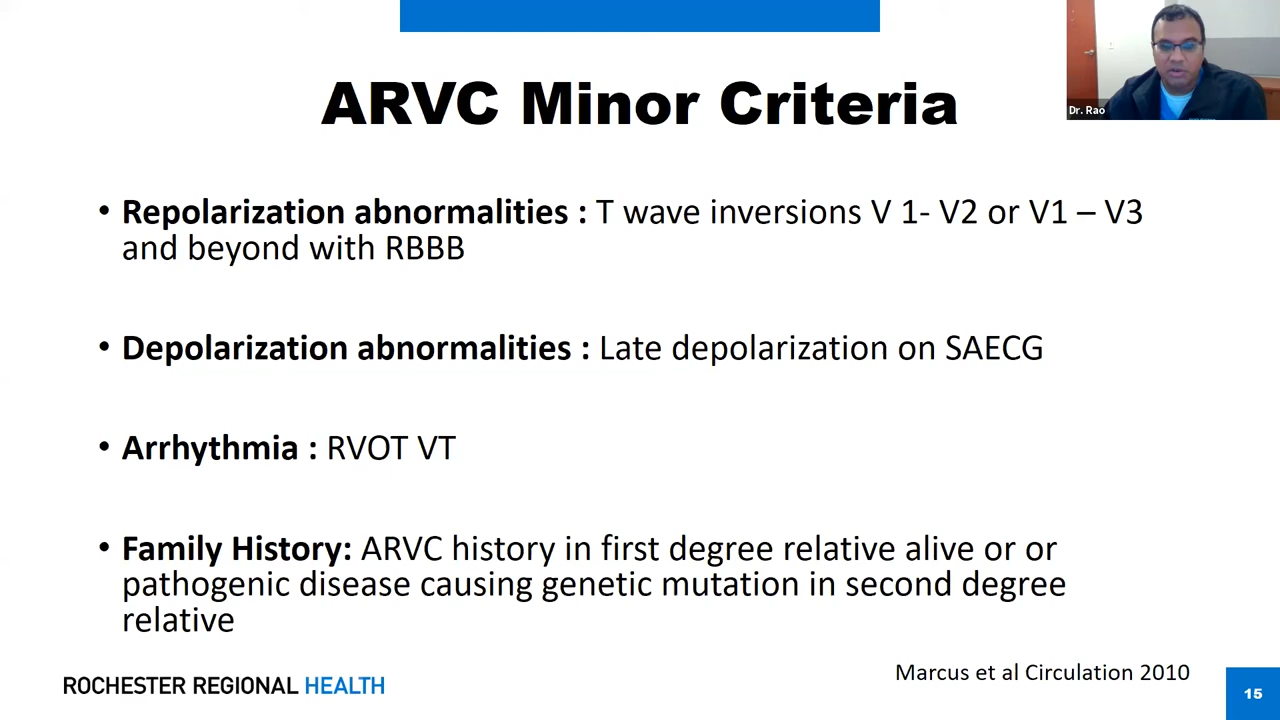 Dr. Rao
ARVC Minor Criteria
• Repolarization abnormalities : T wave inversions V 1- V2 or V1 – V3
and beyond with RBBB
• Depolarization abnormalities : Late depolarization on SAECG
• Arrhythmia : RVOT VT
• Family History: ARVC history in first degree relative alive or or
pathogenic disease causing genetic mutation in second degree
relative
Marcus et al Circulation 2010
ROCHESTER REGIONAL HEALTH
15